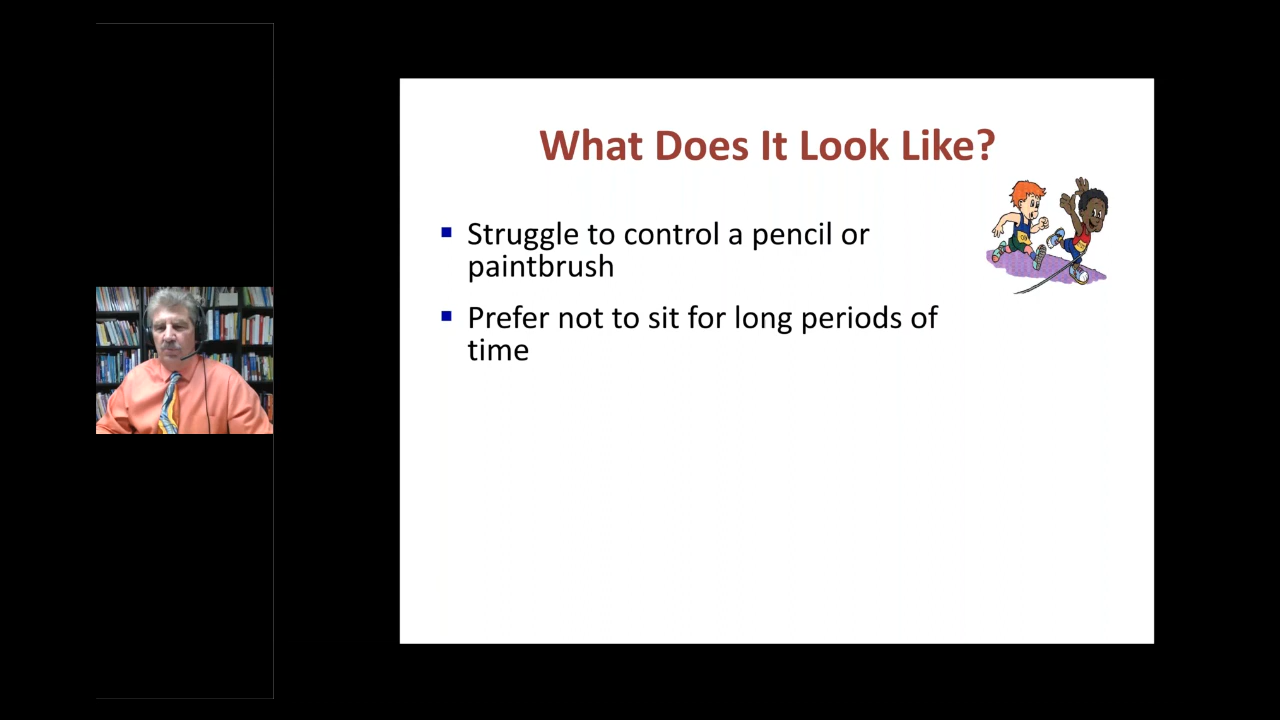 What Does It Look Like?
Struggle to control a pencil or
paintbrush
Prefer not to sit for long periods of
time